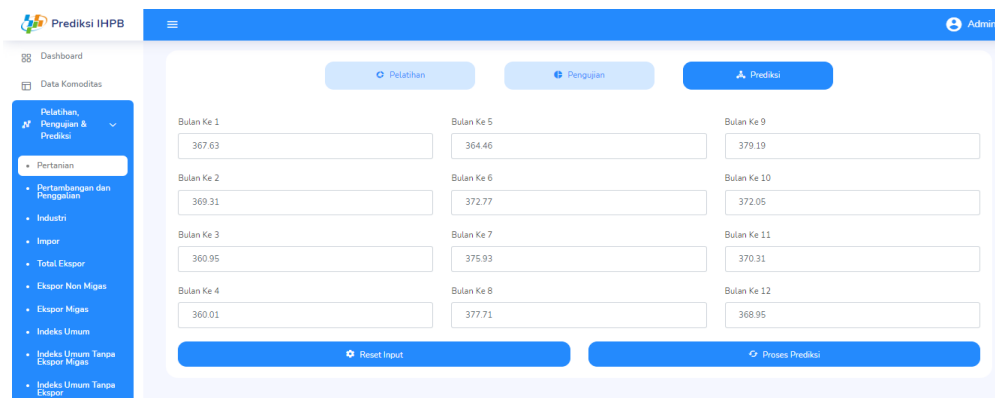 Prediksi IHPB
Admin
Dashboard
Data Komoditas
Pelatihan,
Pengujian &
Prediksi
Pertanian
Pertambangan dan
Penggalian
Industri
Impor
Total Ekspor
Ekspor Non Migas
Ekspor Migas
Indeks Umum
Indeks Umum Tanpa
Ekspor Migas
Indeks Umum Tanpa
Ekspor
Pelatihan
Pengujian
Prediksi
Bulan Ke 1
367.63
Bulan Ke 2
369.31
Bulan Ke 3
360.95
Bulan Ke 4
360.01
Bulan Ke 5
364.46
Bulan Ke 6
372.77
Bulan Ke 7
375.93
Bulan Ke 8
377.71
Bulan Ke 9
379.19
Bulan Ke 10
372.05
Bulan Ke 11
370.31
Bulan Ke 12
368.95
Reset Input
Proses Prediksi